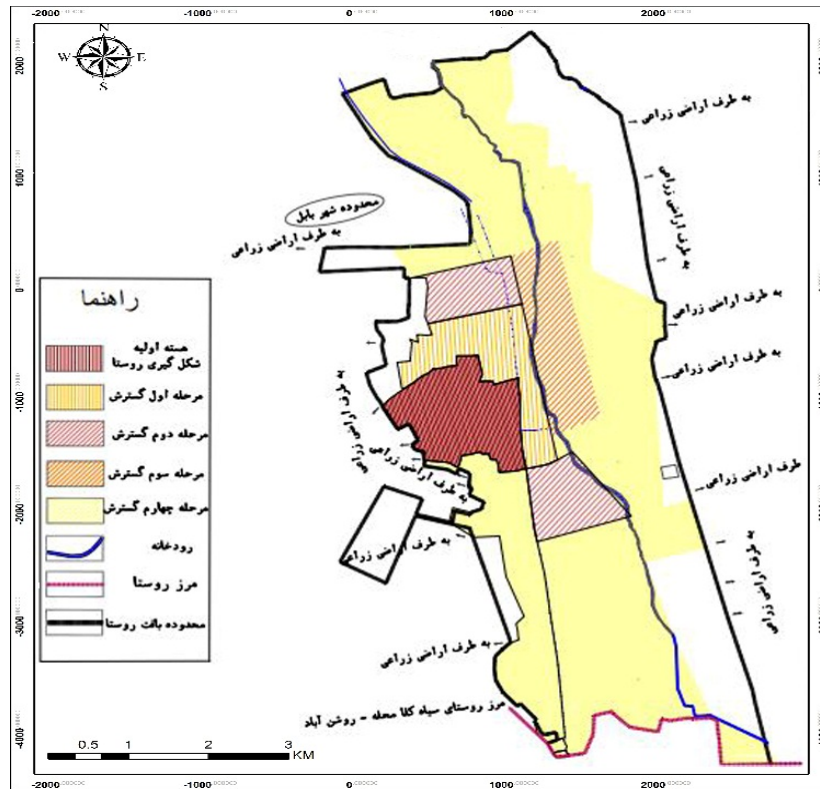 -2000 -1000 0 1000 2000
N
W E
S
به طرف اراضی زراعی
به طرف اراضی زراعی
محدوده شهر بابل
به طرف اراضی زراعی
به طرف اراضی زراعی
به طرف اراضی زراعی
راهنما
هسته اولیه
شکل گیری روستا
مرحله اول گسترش
مرحله دوم گسترش
مرحله سوم گسترش
مرحله چهارم گسترش
رودخانه
مرز روستا
محدوده بافت روستا
به طرف اراضی زراعی
به طرف اراضی زراعی
طرف اراضی زراعی
به طرف اراضی زراعی
به طرف اراضی زراعی
به طرف اراضی زراعی
مرز روستای سیاه کلا محله - روشن آباد
0.5 1 2 3
KM
2000
1000
0
-1000
-2000
-3000
-4000
-2000 -1000 0 1000 2000